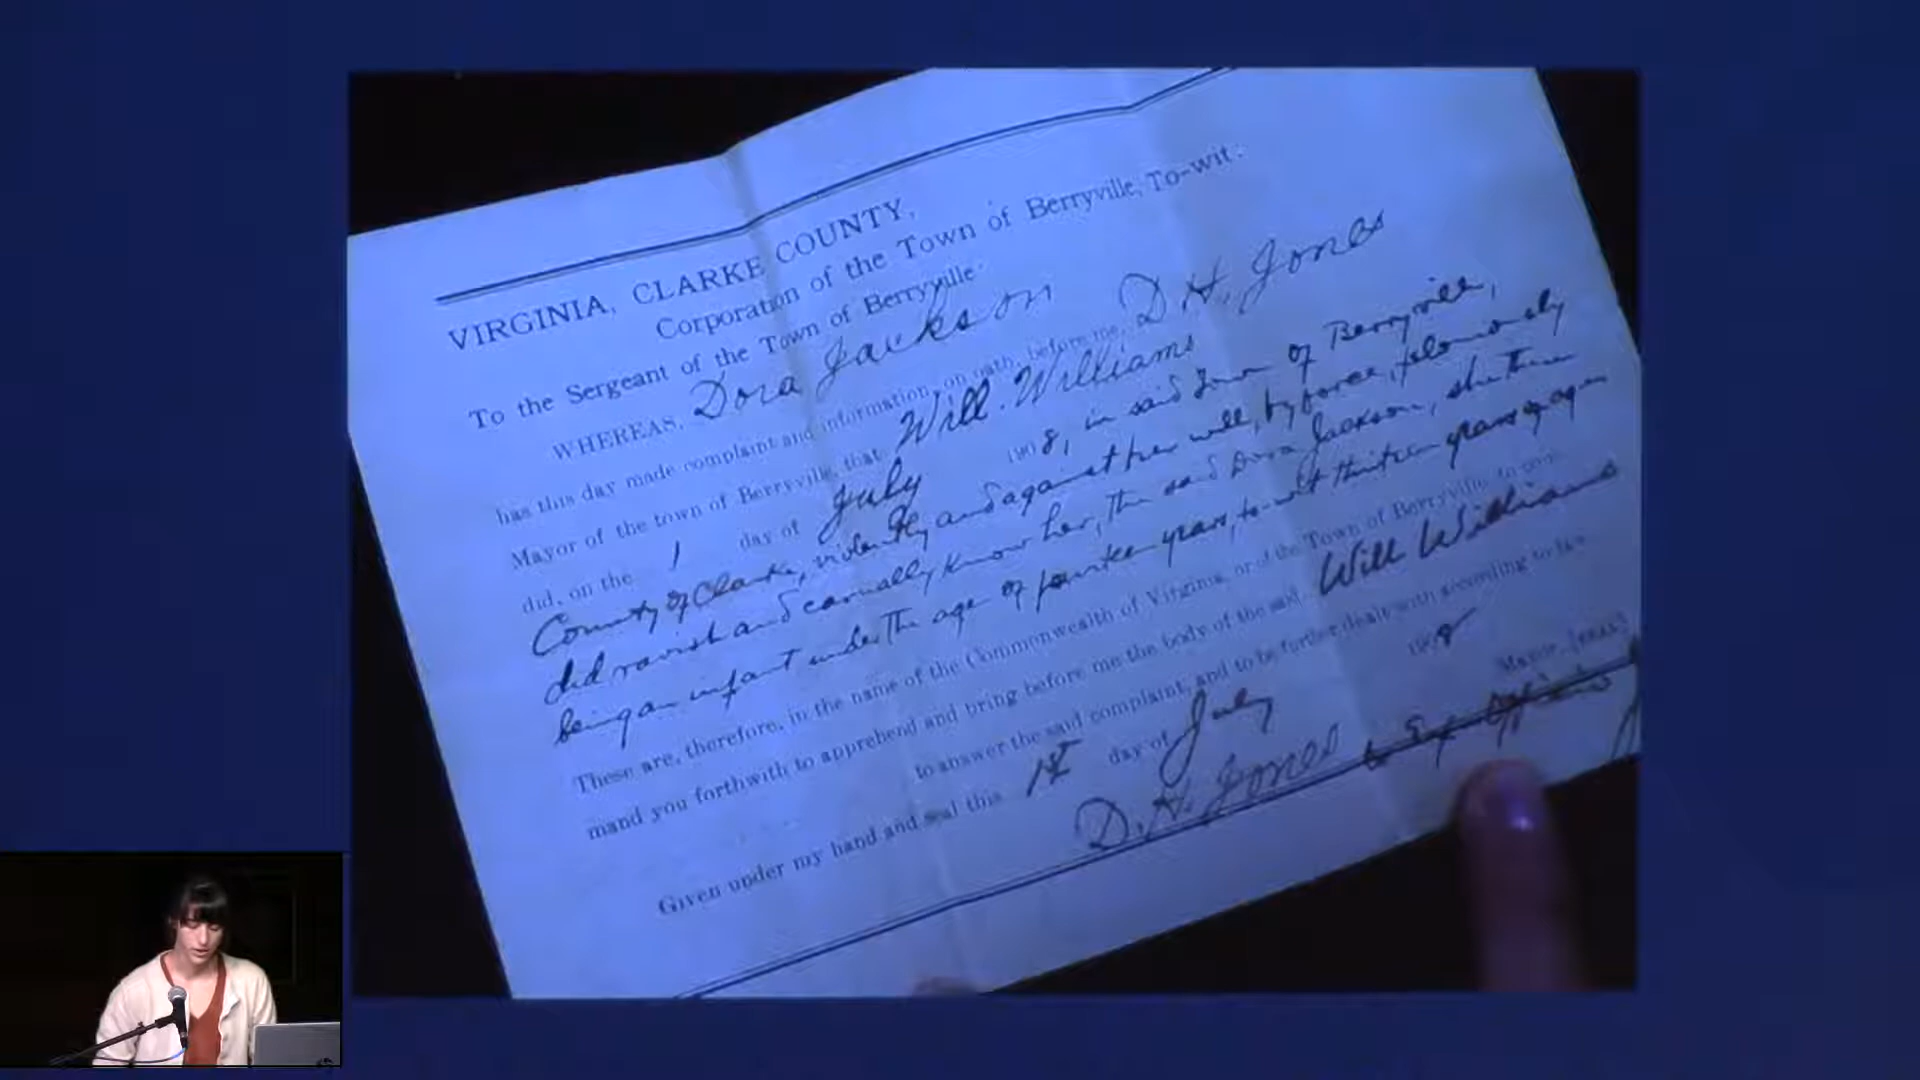 VIRGINIA, CLARKE COUNTY,
Corporation of the Town of Berryville, To-wit:
To the Sergeant of the Town of Berryville:
WHEREAS, Dora Jackson
has this day made complaint and information, on oath, before me, D. H. Jones
Mayor of the town of Berryville, that Will. Williams
did, on the 1 day of July 1908, in said Town of Berryville,
County of Clarke, violently and against her will, by force, feloniously
did ravish and carnally know her, the said Dora Jackson, she then
being an infant under the age of fourteen years, to-wit thirteen years of age
These are, therefore, in the name of the Commonwealth of Virginia, or of the Town of Berryville, to com-
mand you forthwith to apprehend and bring before me the body of the said Will Williams
to answer the said complaint, and to be further dealt with according to law
Given under my hand and seal this 1st day of July 1908
D. H. Jones Mayor, [SEAL]